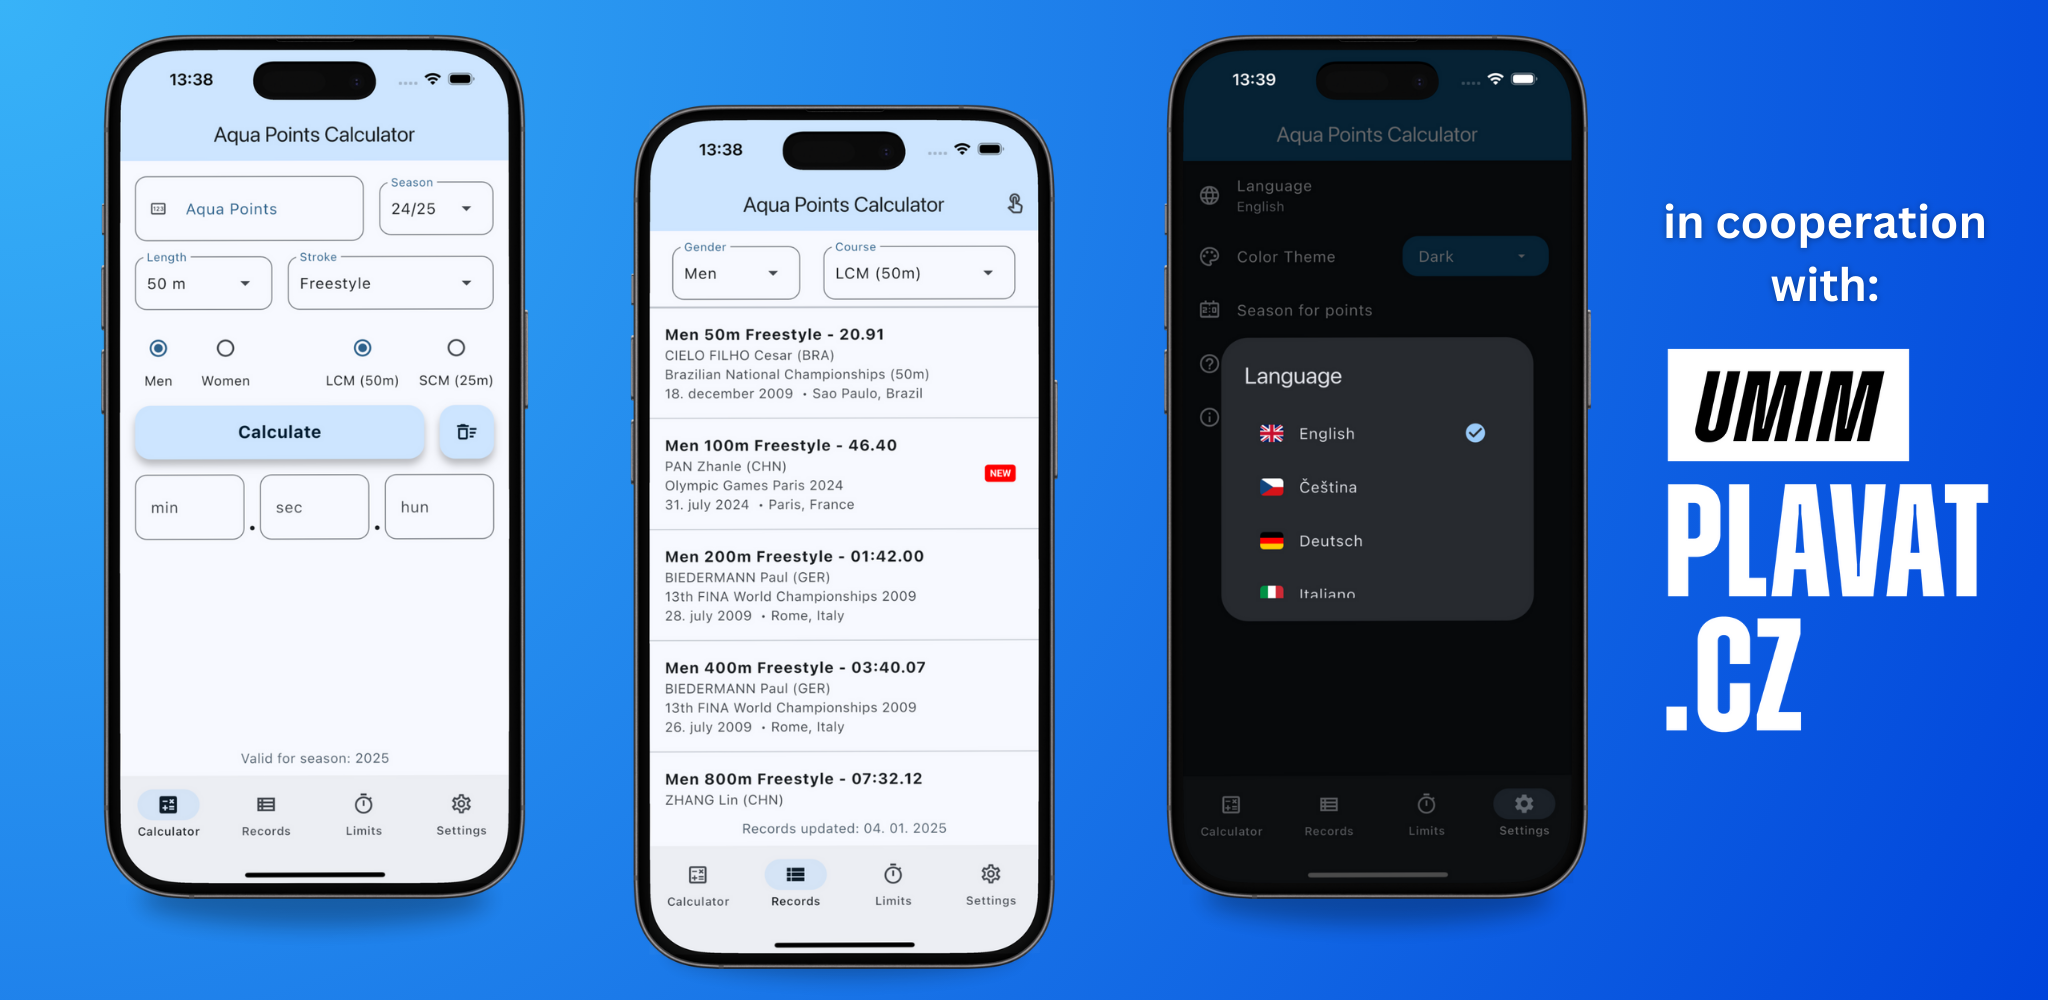 13:38
Aqua Points Calculator
123
Aqua Points
Season
24/25
Length
50 m
Stroke
Freestyle
Men
Women
LCM (50m)
SCM (25m)
Calculate
min
.
sec
.
hun
Valid for season: 2025
Calculator
Records
Limits
Settings
13:38
Aqua Points Calculator
Gender
Men
Course
LCM (50m)
Men 50m Freestyle - 20.91
CIELO FILHO Cesar (BRA)
Brazilian National Championships (50m)
18. december 2009 • Sao Paulo, Brazil
Men 100m Freestyle - 46.40
PAN Zhanle (CHN)
Olympic Games Paris 2024
31. july 2024 • Paris, France
NEW
Men 200m Freestyle - 01:42.00
BIEDERMANN Paul (GER)
13th FINA World Championships 2009
28. july 2009 • Rome, Italy
Men 400m Freestyle - 03:40.07
BIEDERMANN Paul (GER)
13th FINA World Championships 2009
26. july 2009 • Rome, Italy
Men 800m Freestyle - 07:32.12
ZHANG Lin (CHN)
Records updated: 04. 01. 2025
Calculator
Records
Limits
Settings
13:39
Aqua Points Calculator
Language
English
Color Theme
Dark
Season for points
Language
English
Čeština
Deutsch
Italiano
Calculator
Records
Limits
Settings
in cooperation
with:
UMIM
PLAVAT
.CZ